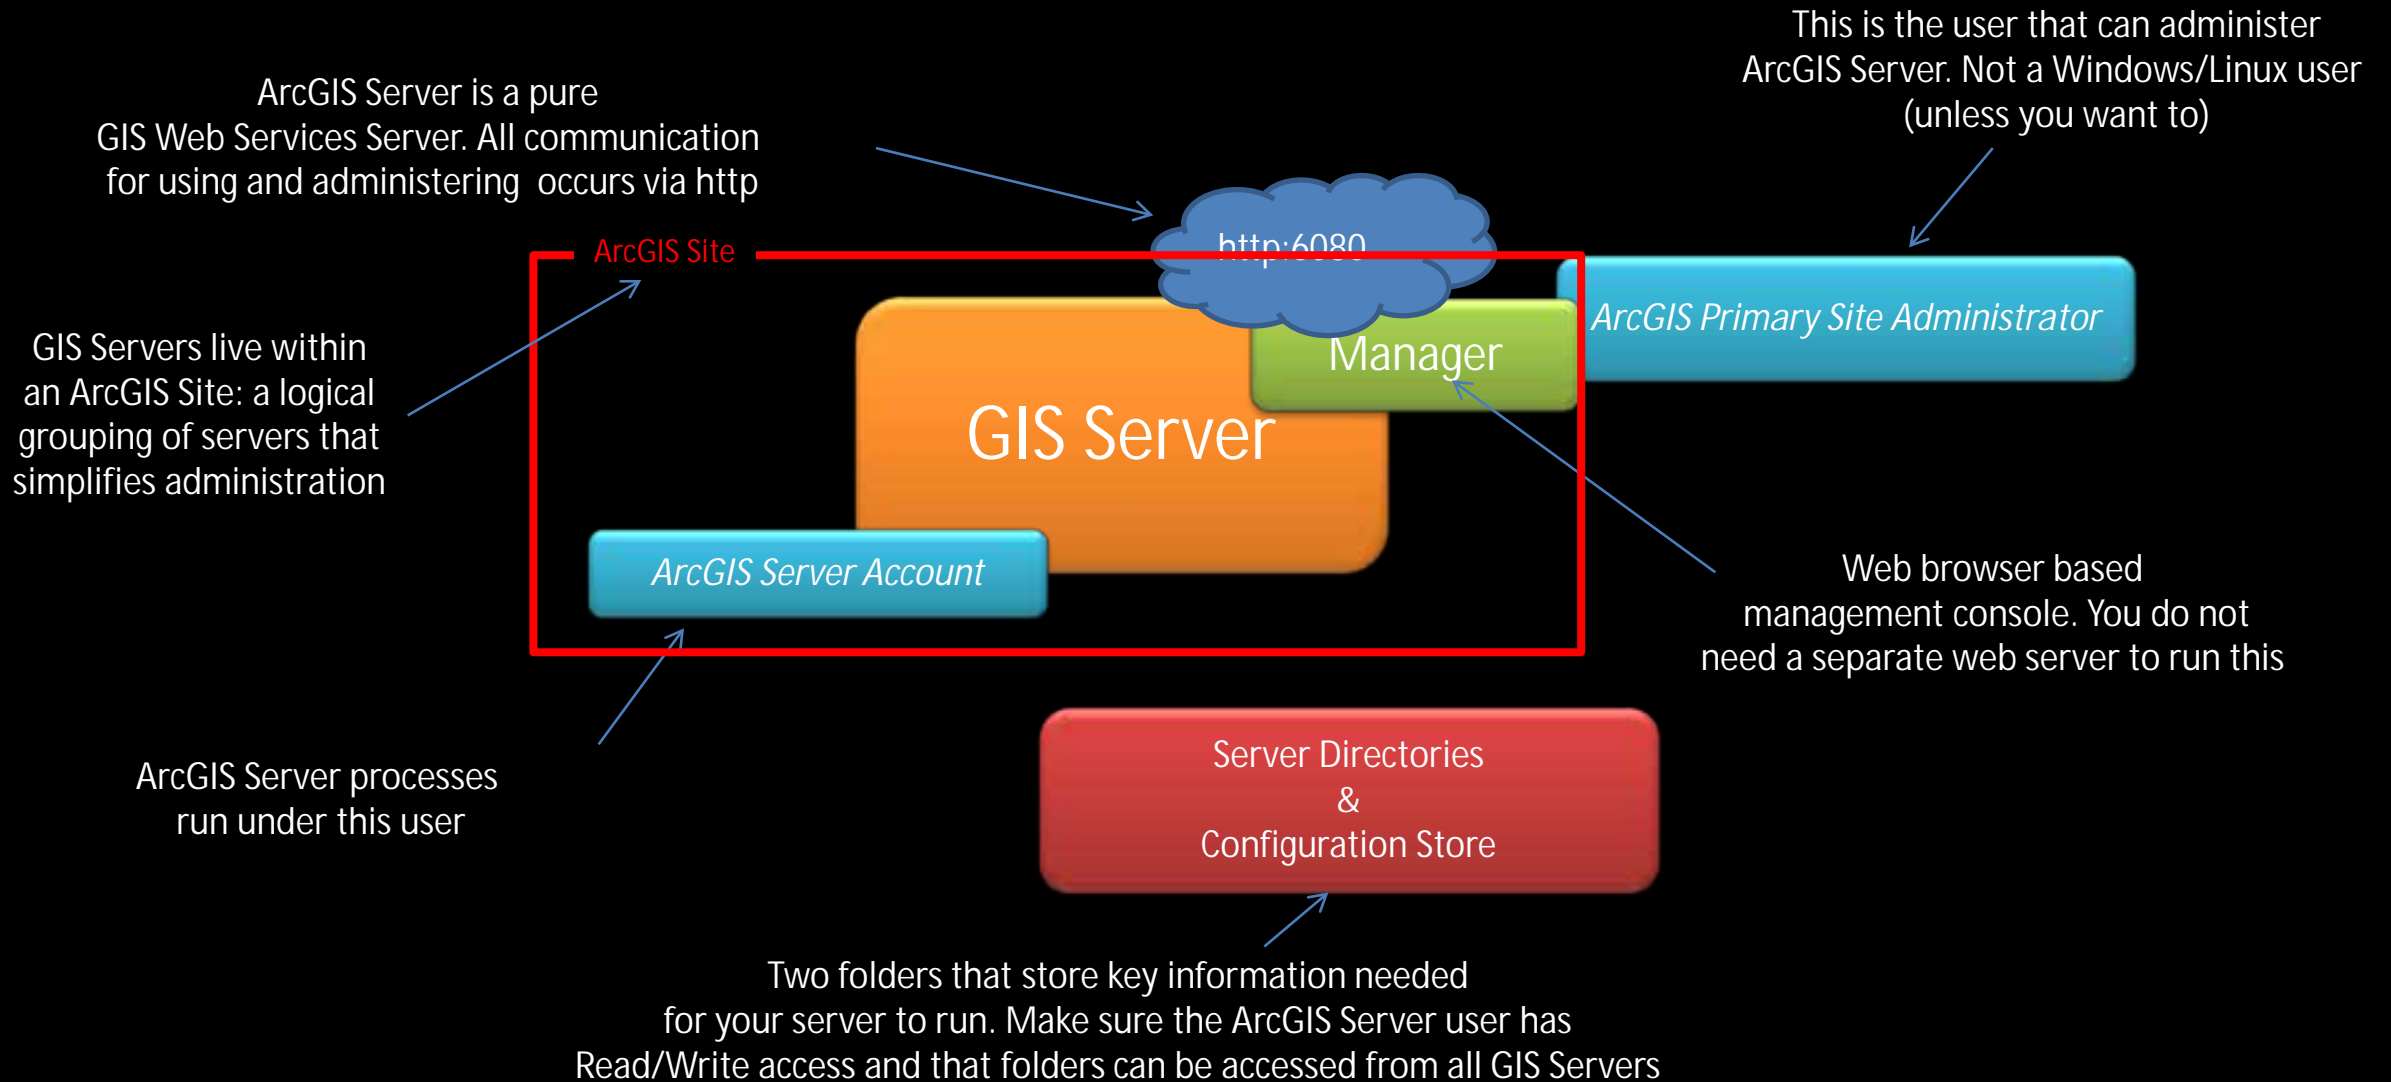 This is the user that can administer
ArcGIS Server. Not a Windows/Linux user
(unless you want to)
ArcGIS Server is a pure
GIS Web Services Server. All communication
for using and administering  occurs via http
http:6080
ArcGIS Site
ArcGIS Primary Site Administrator
Manager
GIS Servers live within
an ArcGIS Site: a logical
grouping of servers that
simplifies administration
GIS Server
ArcGIS Server Account
Web browser based
management console. You do not
need a separate web server to run this
ArcGIS Server processes
run under this user
Server Directories
&
Configuration Store
Two folders that store key information needed
for your server to run. Make sure the ArcGIS Server user has
Read/Write access and that folders can be accessed from all GIS Servers